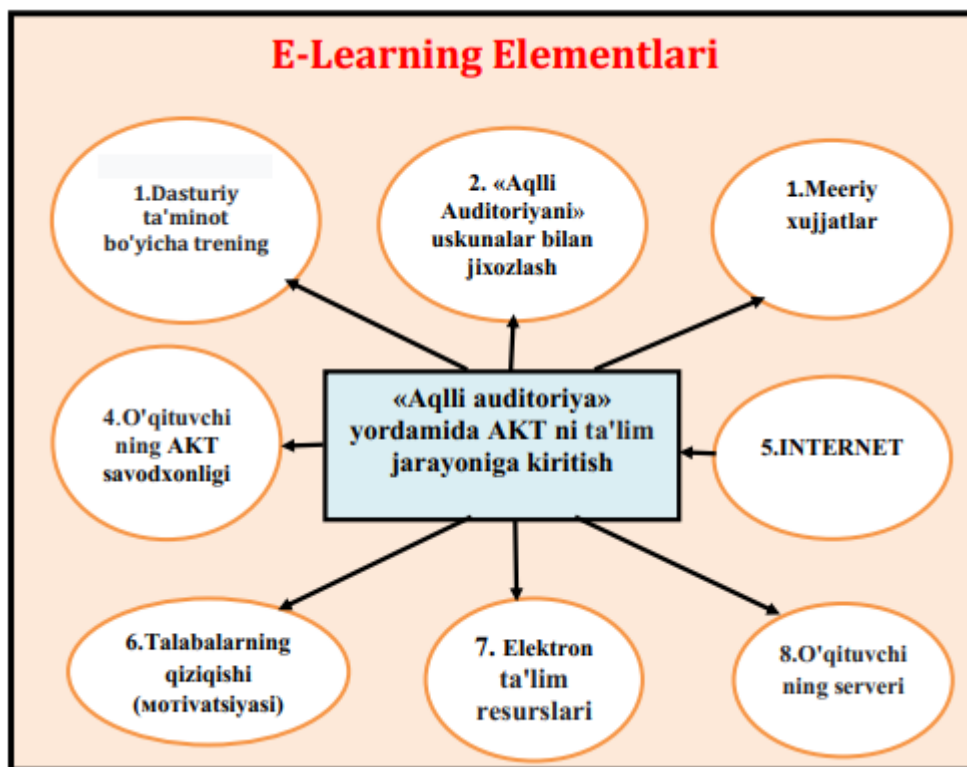 E-Learning Elementlari
1.Dasturiy
ta'minot
bo'yicha trening
2. «Aqlli
Auditoriyani»
uskunalar bilan
jixozlash
1.Meeriy
xujjatlar
«Aqlli auditoriya»
yordamida AKT ni ta'lim
jarayoniga kiritish
4.O'qituvchi
ning AKT
savodxonligi
5.INTERNET
6.Talabalarning
qiziqishi
(мотivatsiyasi)
7. Elektron
ta'lim
resurslari
8.O'qituvchi
ning serveri